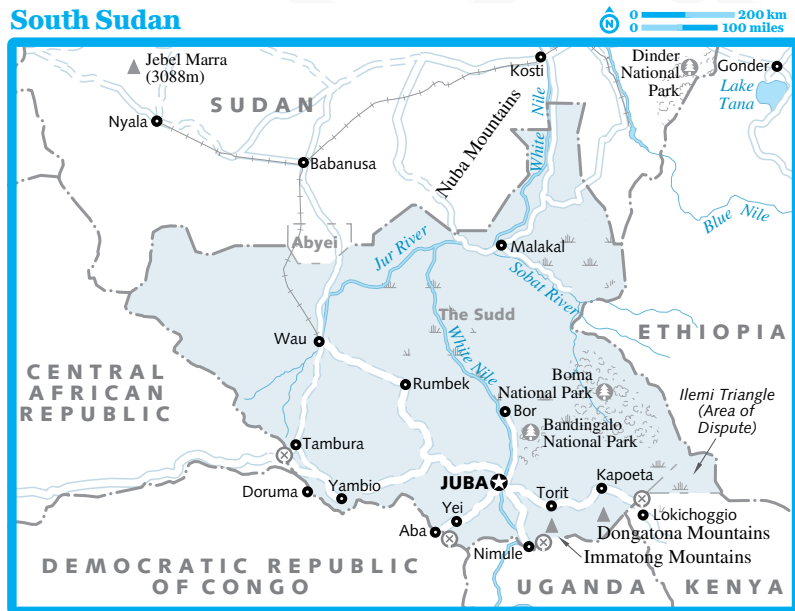 South Sudan
0 200 km
0 100 miles
N
Jebel Marra
(3088m)
Kosti
Dinder
National
Park
Gonder
Lake
Tana
SUDAN
Nyala
Babanusa
Nuba Mountains
White Nile
Blue Nile
Abyei
Jur River
Malakal
Sobat River
The Sudd
White Nile
ETHIOPIA
Wau
CENTRAL
AFRICAN
REPUBLIC
Rumbek
Boma
National Park
Bor
Bandingalo
National Park
Ilemi Triangle
(Area of
Dispute)
Tambura
Doruma
Yambio
JUBA
Kapoeta
Torit
Yei
Aba
Lokichoggio
Dongatona Mountains
Nimule
Immatong Mountains
DEMOCRATIC REPUBLIC
OF CONGO
UGANDA
KENYA